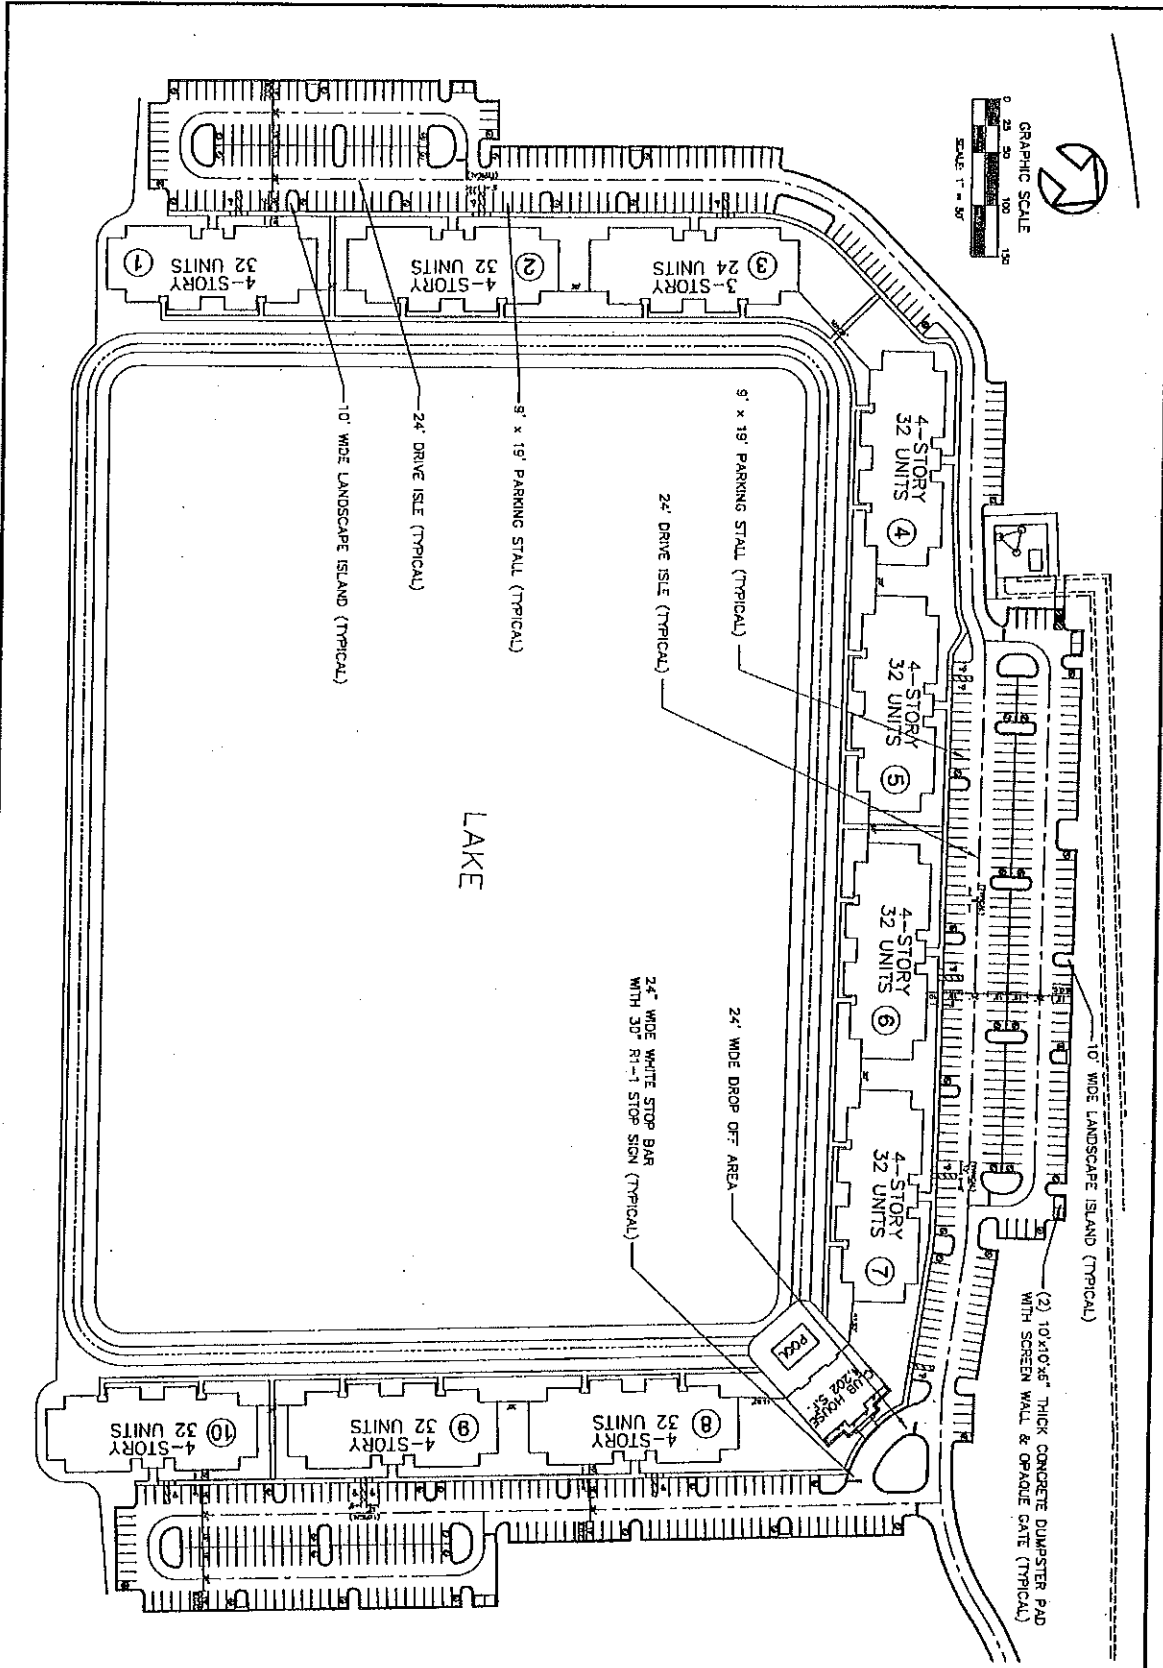 GRAPHIC SCALE
0 25 50 100 150
SCALE: 1" = 50'
1
4-STORY
32 UNITS
2
4-STORY
32 UNITS
3
3-STORY
24 UNITS
4-STORY
32 UNITS
4
4-STORY
32 UNITS
5
4-STORY
32 UNITS
6
4-STORY
32 UNITS
7
8
4-STORY
32 UNITS
9
4-STORY
32 UNITS
10
4-STORY
32 UNITS
10' WIDE LANDSCAPE ISLAND (TYPICAL)
24' DRIVE ISLE (TYPICAL)
9' x 19' PARKING STALL (TYPICAL)
9' x 19' PARKING STALL (TYPICAL)
24' DRIVE ISLE (TYPICAL)
LAKE
24' WIDE DROP OFF AREA
24" WIDE WHITE STOP BAR
WITH 30" R1-1 STOP SIGN (TYPICAL)
10' WIDE LANDSCAPE ISLAND (TYPICAL)
(2) 10'x10'x6" THICK CONCRETE DUMPSTER PAD
WITH SCREEN WALL & OPAQUE GATE (TYPICAL)
POOL
CLUB HOUSE
S.F.